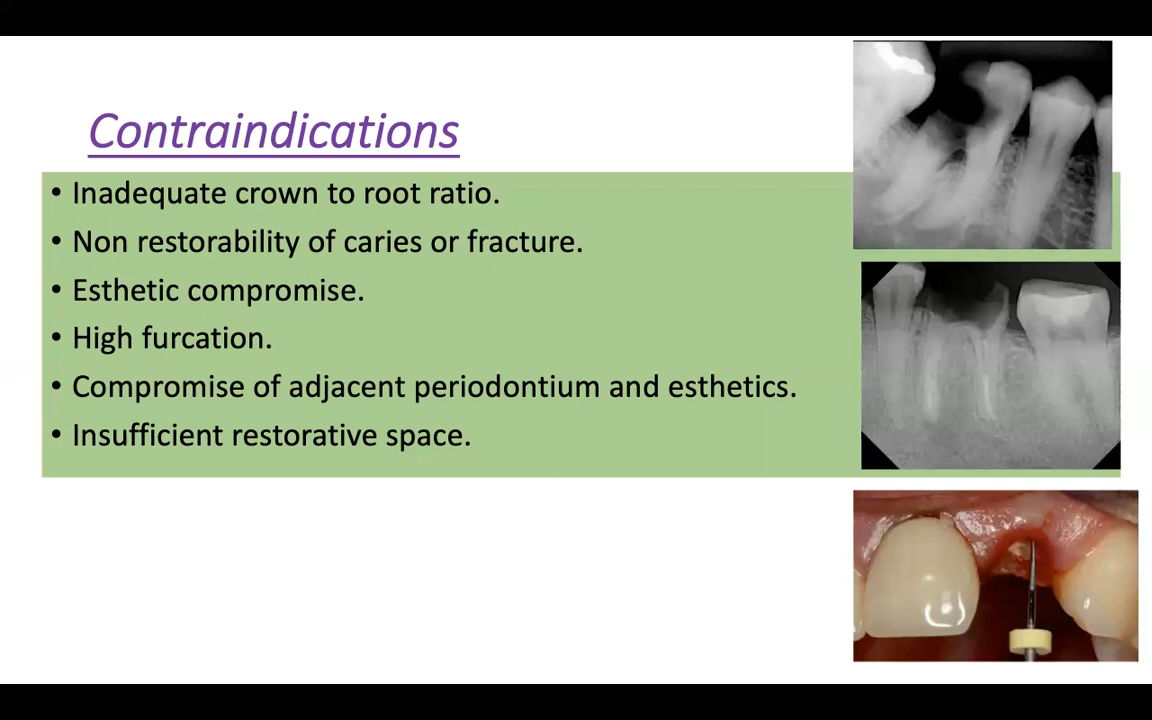 Contraindications
• Inadequate crown to root ratio.
• Non restorability of caries or fracture.
• Esthetic compromise.
• High furcation.
• Compromise of adjacent periodontium and esthetics.
• Insufficient restorative space.